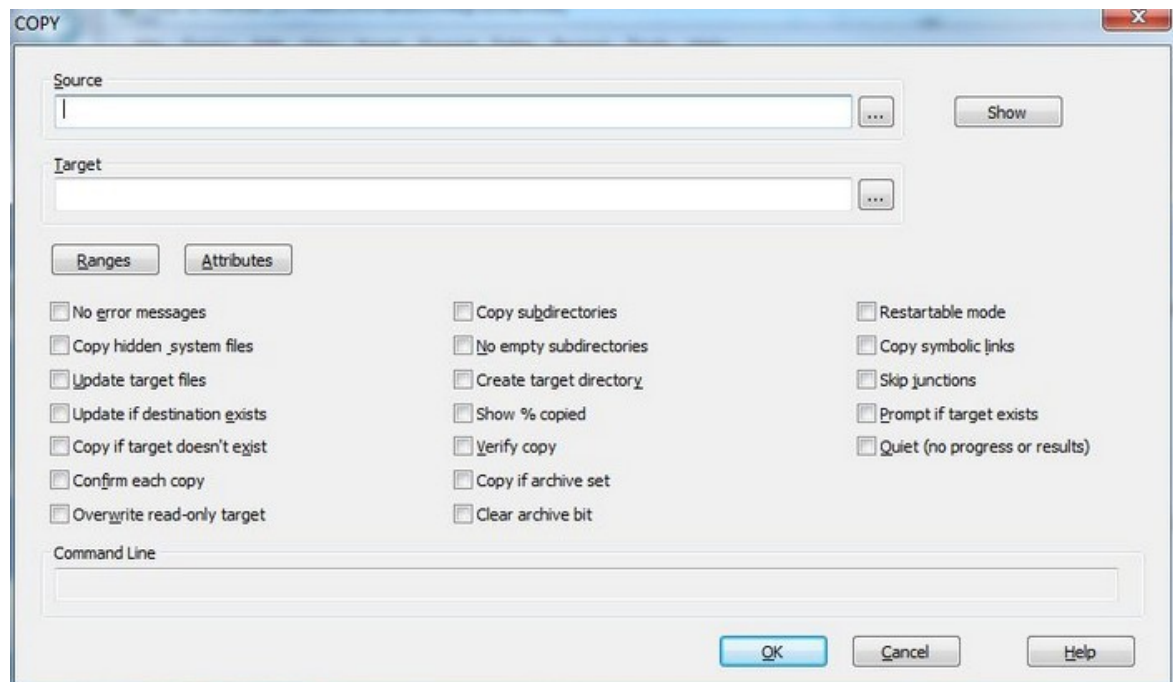 COPY
Source
... Show
Target
...
Ranges Attributes
No error messages Copy subdirectories Restartable mode
Copy hidden _system files No empty subdirectories Copy symbolic links
Update target files Create target directory Skip junctions
Update if destination exists Show % copied Prompt if target exists
Copy if target doesn't exist Verify copy Quiet (no progress or results)
Confirm each copy Copy if archive set
Overwrite read-only target Clear archive bit
Command Line
OK Cancel Help